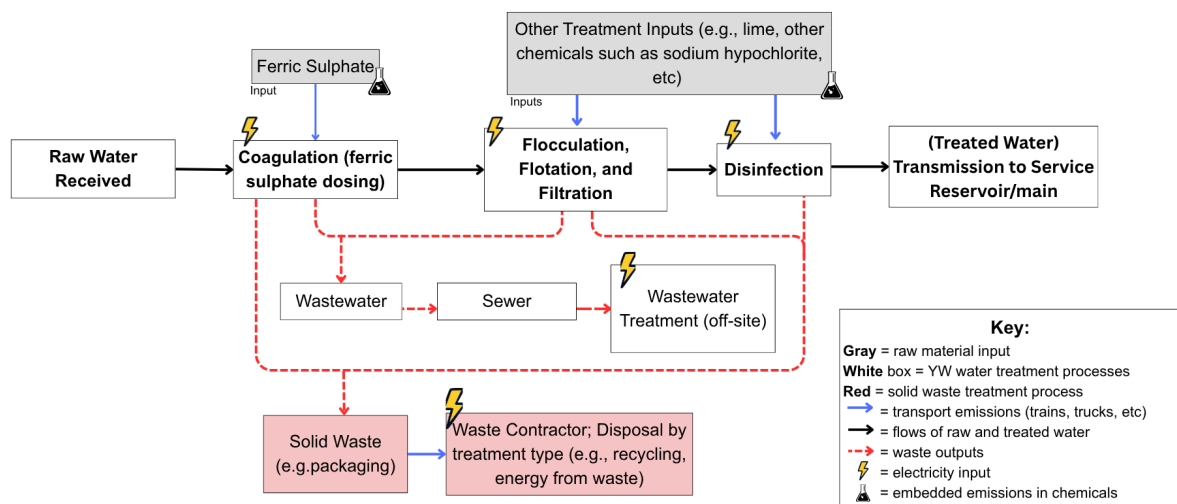 Other Treatment Inputs (e.g., lime, other
chemicals such as sodium hypochlorite,
etc)
Ferric Sulphate
Input
Inputs
Raw Water
Received
Coagulation (ferric
sulphate dosing)
Flocculation,
Flotation, and
Filtration
Disinfection
(Treated Water)
Transmission to Service
Reservoir/main
Wastewater
Sewer
Wastewater
Treatment (off-site)
Solid Waste
(e.g.packaging)
Waste Contractor; Disposal by
treatment type (e.g., recycling,
energy from waste)
Key:
Gray = raw material input
White box = YW water treatment processes
Red = solid waste treatment process
= transport emissions (trains, trucks, etc)
= flows of raw and treated water
= waste outputs
= electricity input
= embedded emissions in chemicals